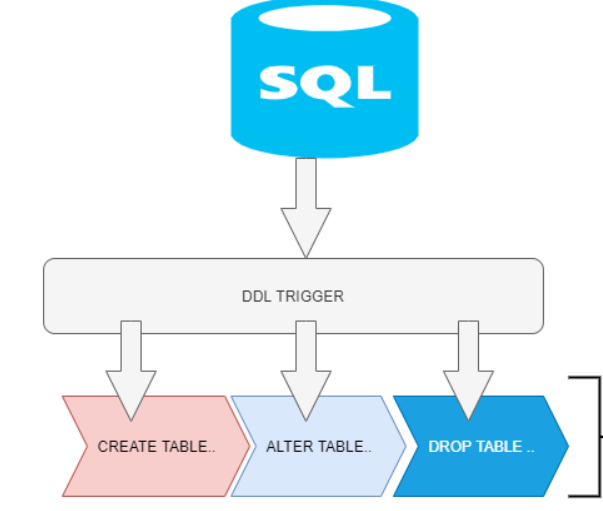 SQL
DDL TRIGGER
CREATE TABLE..
ALTER TABLE..
DROP TABLE ..